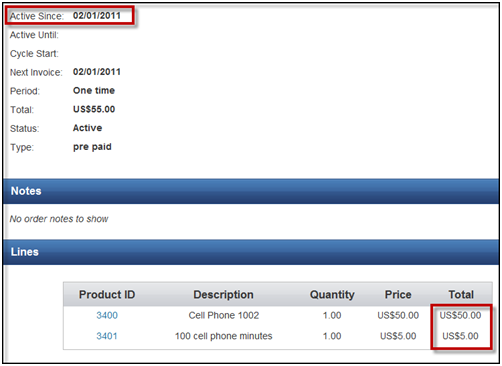 Active Since: 02/01/2011
Active Until:
Cycle Start:
Next Invoice: 02/01/2011
Period: One time
Total: US$55.00
Status: Active
Type: pre paid
Notes
No order notes to show
Lines
Product ID Description Quantity Price Total
3400 Cell Phone 1002 1.00 US$50.00 US$50.00
3401 100 cell phone minutes 1.00 US$5.00 US$5.00